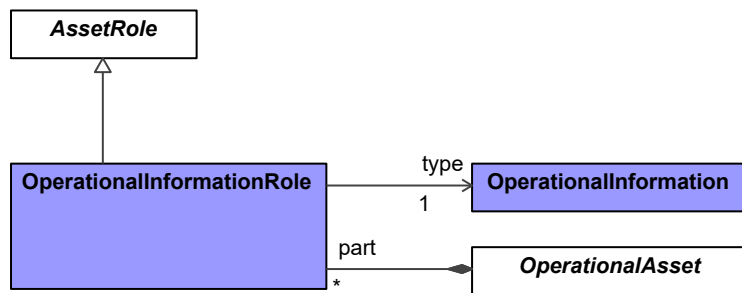 AssetRole
OperationalInformationRole
type
OperationalInformation
1
part
OperationalAsset
*